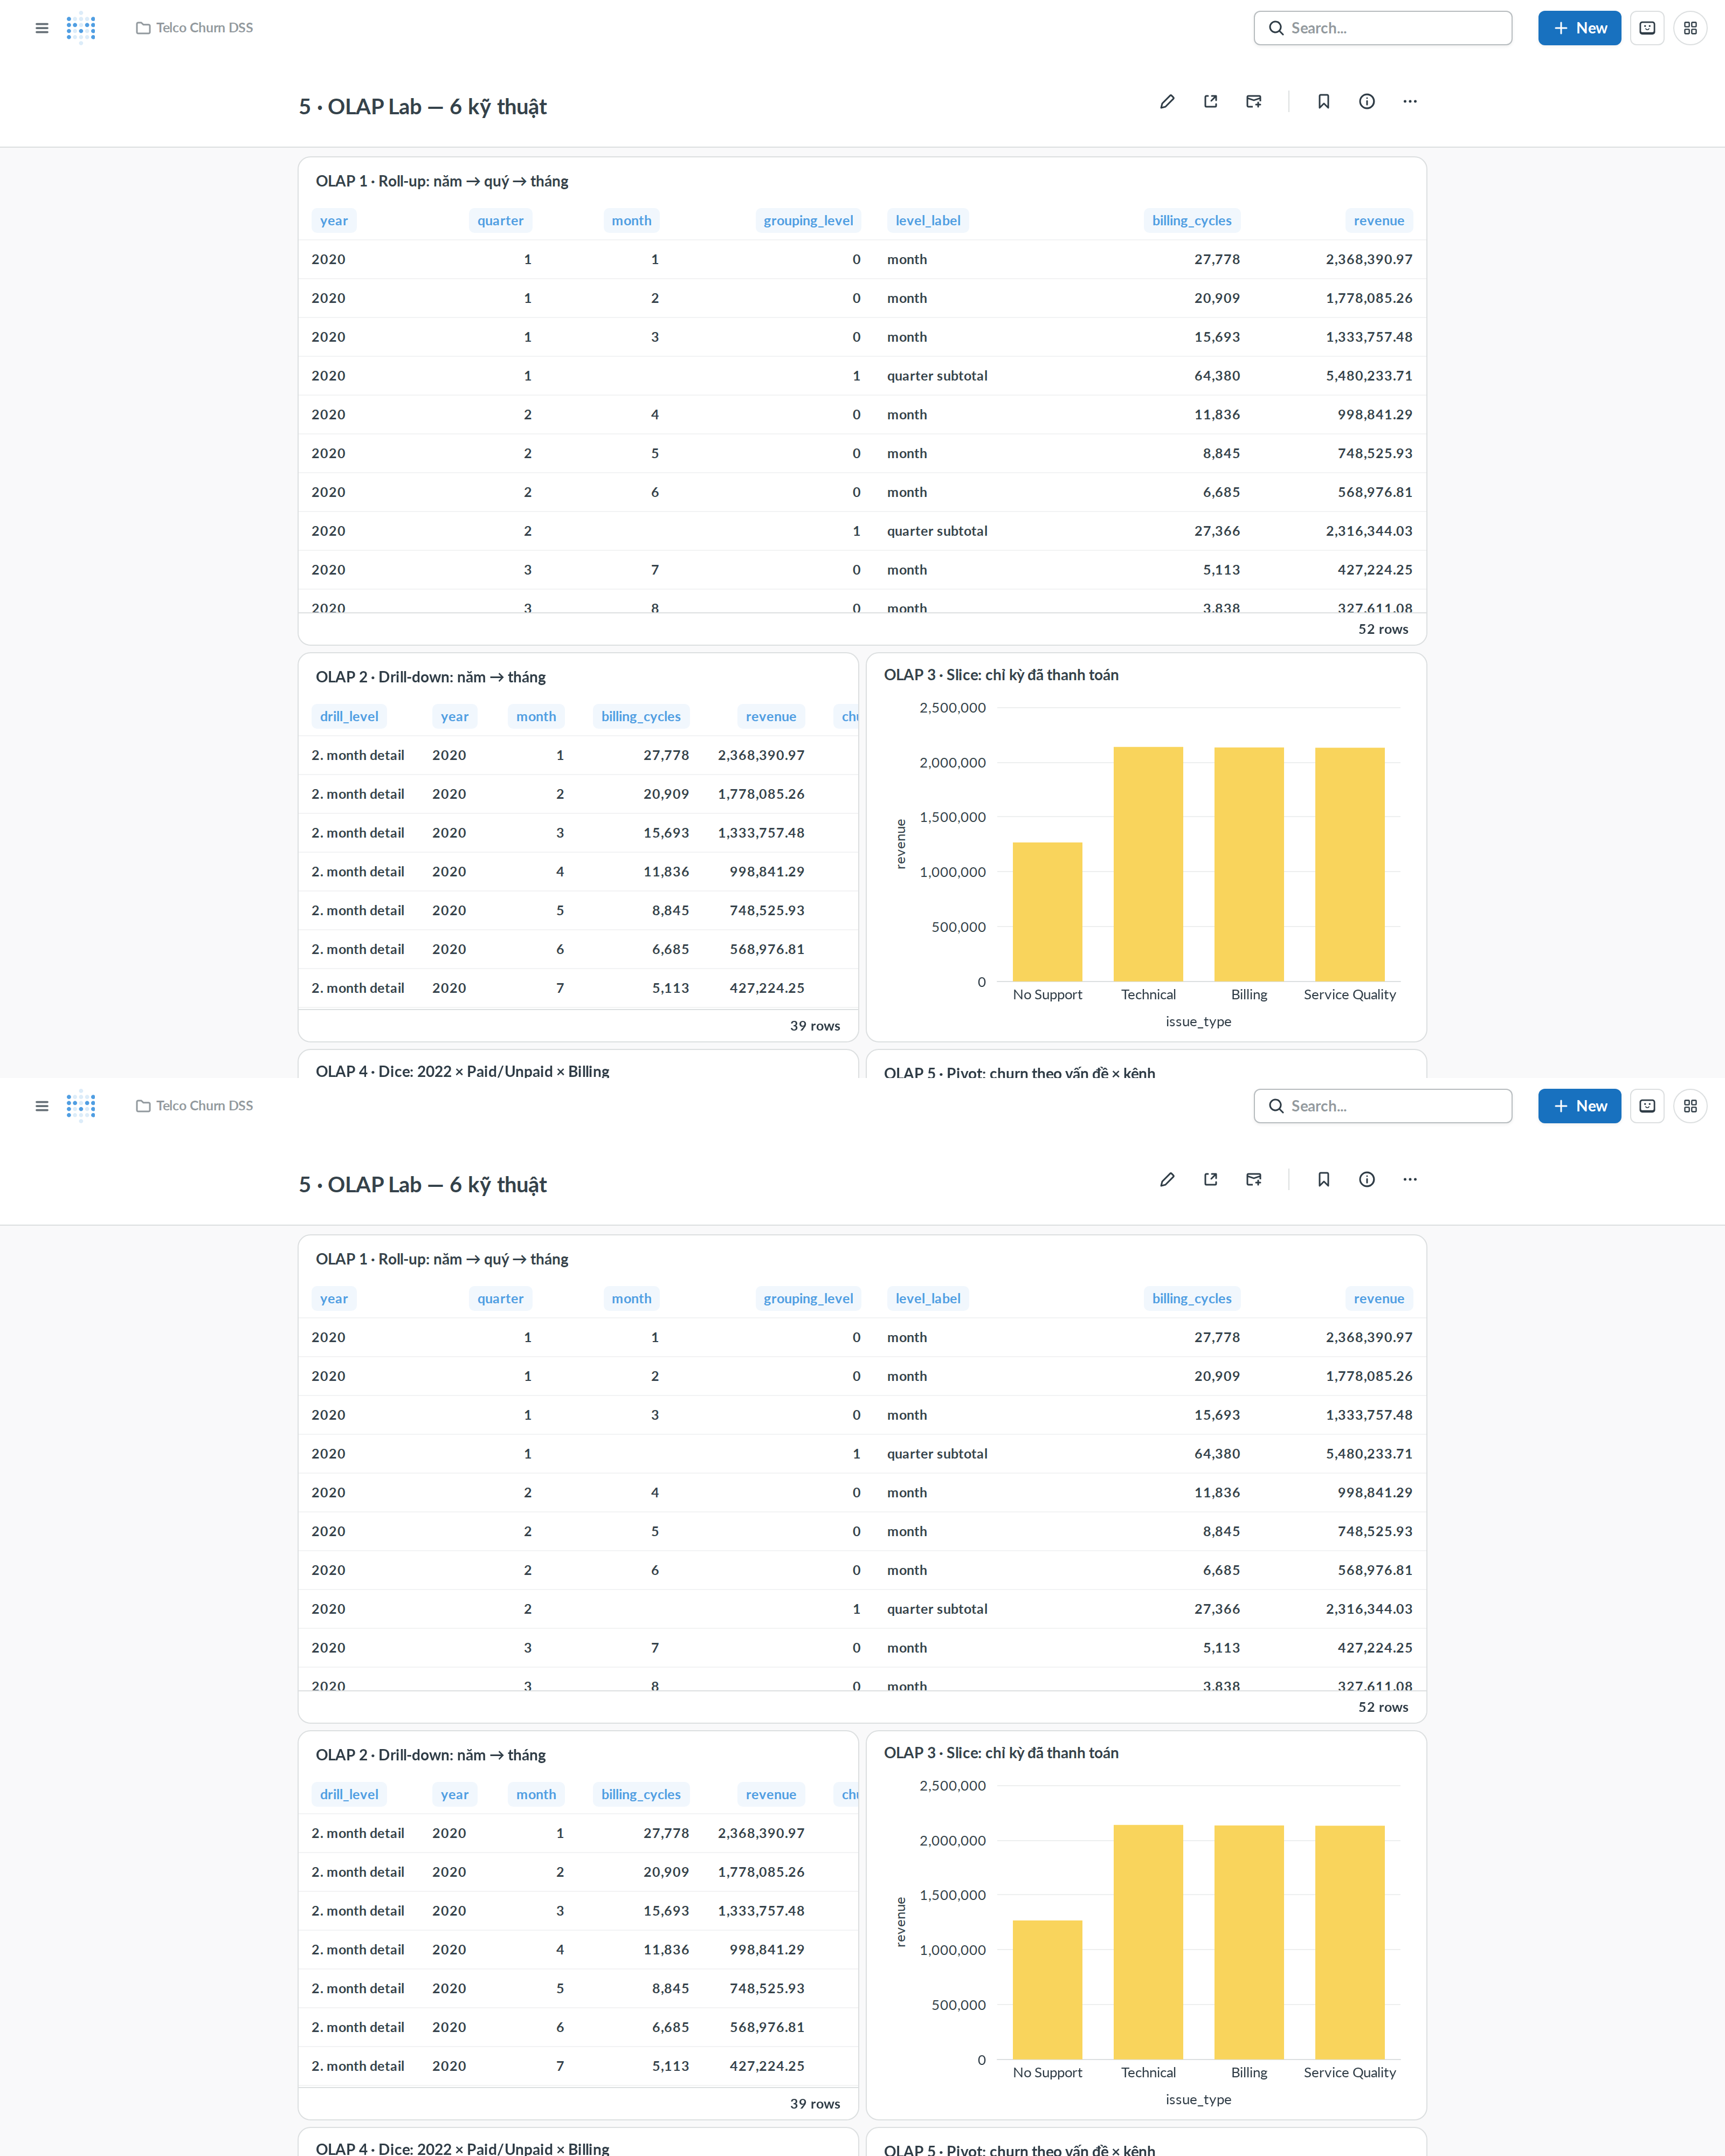 Telco Churn DSS
Search...
New
5 · OLAP Lab — 6 kỹ thuật
OLAP 1 · Roll-up: năm → quý → tháng
year quarter month grouping_level level_label billing_cycles revenue
2020 1 1 0 month 27,778 2,368,390.97
2020 1 2 0 month 20,909 1,778,085.26
2020 1 3 0 month 15,693 1,333,757.48
2020 1 1 quarter subtotal 64,380 5,480,233.71
2020 2 4 0 month 11,836 998,841.29
2020 2 5 0 month 8,845 748,525.93
2020 2 6 0 month 6,685 568,976.81
2020 2 1 quarter subtotal 27,366 2,316,344.03
2020 3 7 0 month 5,113 427,224.25
2020 3 8 0 month 3,838 327,611.08
52 rows
OLAP 2 · Drill-down: năm → tháng
drill_level year month billing_cycles revenue
2. month detail 2020 1 27,778 2,368,390.97
2. month detail 2020 2 20,909 1,778,085.26
2. month detail 2020 3 15,693 1,333,757.48
2. month detail 2020 4 11,836 998,841.29
2. month detail 2020 5 8,845 748,525.93
2. month detail 2020 6 6,685 568,976.81
2. month detail 2020 7 5,113 427,224.25
39 rows
OLAP 3 · Slice: chỉ kỳ đã thanh toán
2,500,000
2,000,000
1,500,000
1,000,000
500,000
0
revenue
No Support Technical Billing Service Quality
issue_type
OLAP 4 · Dice: 2022 × Paid/Unpaid × Billing
OLAP 5 · Pivot: churn theo vấn đề × kênh
Telco Churn DSS
Search...
New
5 · OLAP Lab — 6 kỹ thuật
OLAP 1 · Roll-up: năm → quý → tháng
year quarter month grouping_level level_label billing_cycles revenue
2020 1 1 0 month 27,778 2,368,390.97
2020 1 2 0 month 20,909 1,778,085.26
2020 1 3 0 month 15,693 1,333,757.48
2020 1 1 quarter subtotal 64,380 5,480,233.71
2020 2 4 0 month 11,836 998,841.29
2020 2 5 0 month 8,845 748,525.93
2020 2 6 0 month 6,685 568,976.81
2020 2 1 quarter subtotal 27,366 2,316,344.03
2020 3 7 0 month 5,113 427,224.25
2020 3 8 0 month 3,838 327,611.08
52 rows
OLAP 2 · Drill-down: năm → tháng
drill_level year month billing_cycles revenue
2. month detail 2020 1 27,778 2,368,390.97
2. month detail 2020 2 20,909 1,778,085.26
2. month detail 2020 3 15,693 1,333,757.48
2. month detail 2020 4 11,836 998,841.29
2. month detail 2020 5 8,845 748,525.93
2. month detail 2020 6 6,685 568,976.81
2. month detail 2020 7 5,113 427,224.25
39 rows
OLAP 3 · Slice: chỉ kỳ đã thanh toán
2,500,000
2,000,000
1,500,000
1,000,000
500,000
0
revenue
No Support Technical Billing Service Quality
issue_type
OLAP 4 · Dice: 2022 × Paid/Unpaid × Billing
OLAP 5 · Pivot: churn theo vấn đề × kênh